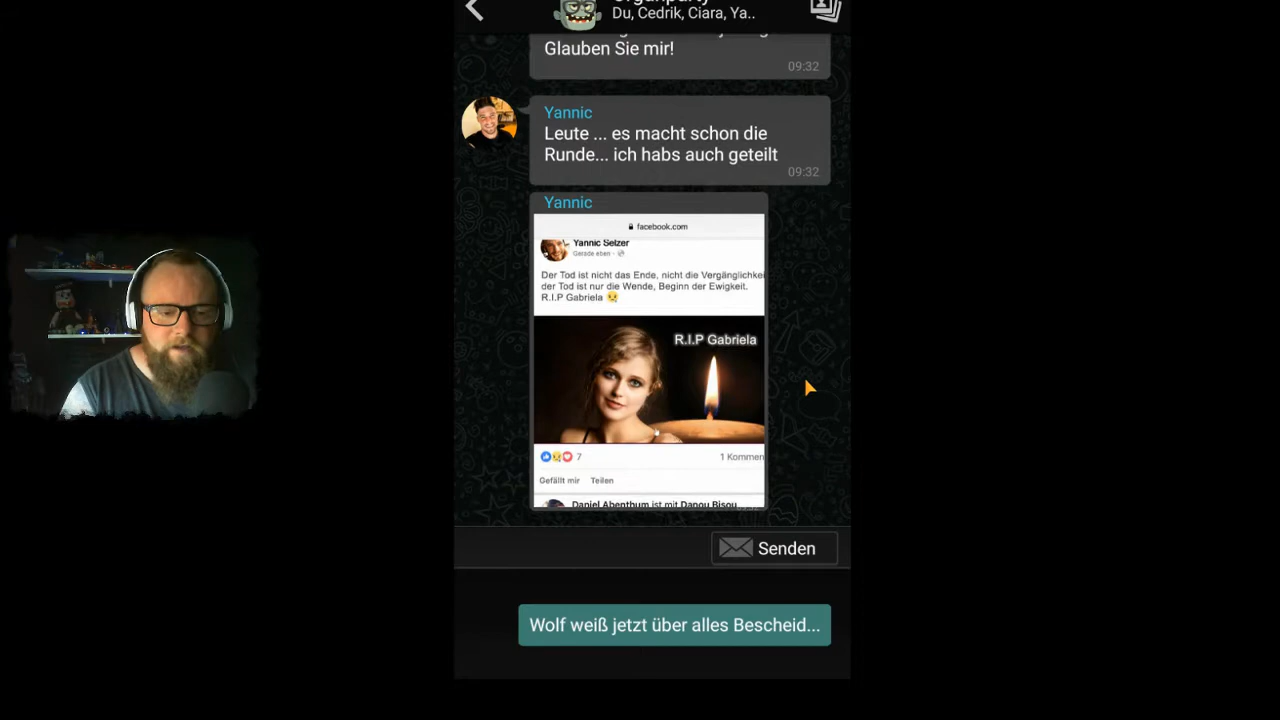 Du, Cedrik, Ciara, Ya..
Glauben Sie mir!
09:32
Yannic
Leute ... es macht schon die
Runde... ich habs auch geteilt
09:32
Yannic
facebook.com
Yannic Selzer
Gerade eben ·
Der Tod ist nicht das Ende, nicht die Vergänglichkei
der Tod ist nur die Wende, Beginn der Ewigkeit.
R.I.P Gabriela
R.I.P Gabriela
7
1 Kommen
Gefällt mir Teilen
Daniel Abenthum ist mit Danou Bisou
Senden
Wolf weiß jetzt über alles Bescheid...